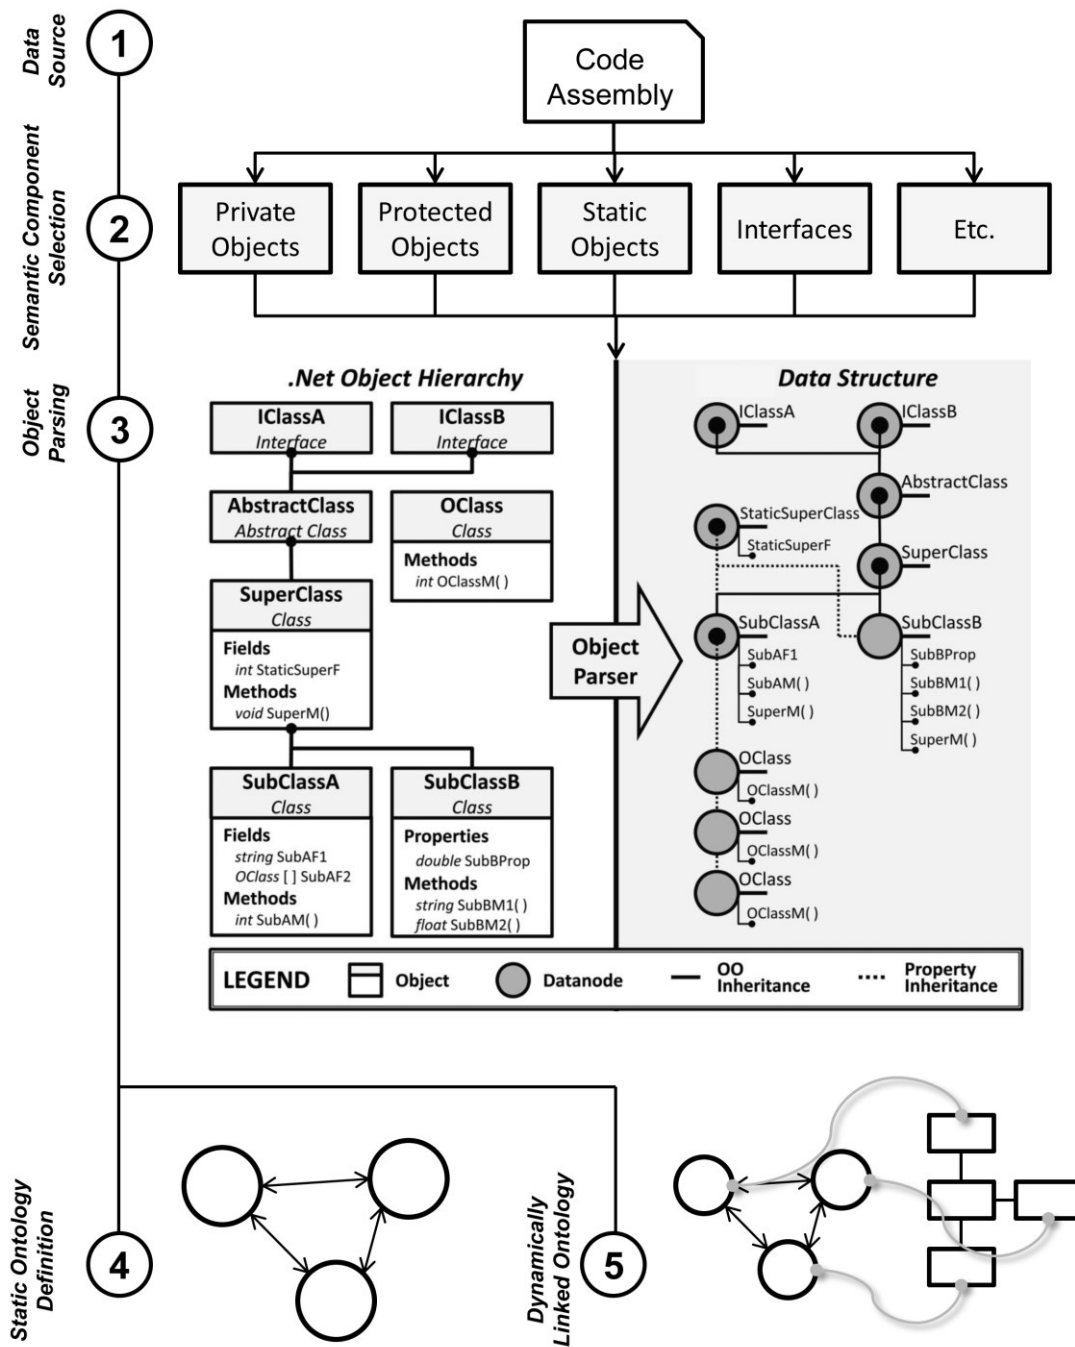 1
Data
Source
Code
Assembly
2
Semantic Component
Selection
Private
Objects
Protected
Objects
Static
Objects
Interfaces
Etc.
3
Object
Parsing
.Net Object Hierarchy
IClassA
Interface
IClassB
Interface
AbstractClass
Abstract Class
OClass
Class
Methods
int OClassM( )
SuperClass
Class
Fields
int StaticSuperF
Methods
void SuperM()
SubClassA
Class
Fields
string SubAF1
OClass [ ] SubAF2
Methods
int SubAM( )
SubClassB
Class
Properties
double SubBProp
Methods
string SubBM1( )
float SubBM2( )
Object
Parser
Data Structure
IClassA
IClassB
AbstractClass
StaticSuperClass
StaticSuperF
SuperClass
SubClassA
SubAF1
SubAM( )
SuperM( )
SubClassB
SubBProp
SubBM1( )
SubBM2( )
SuperM( )
OClass
OClassM( )
OClass
OClassM( )
OClass
OClassM( )
LEGEND
Object
Datanode
OO
Inheritance
Property
Inheritance
4
Static Ontology
Definition
5
Dynamically
Linked Ontology